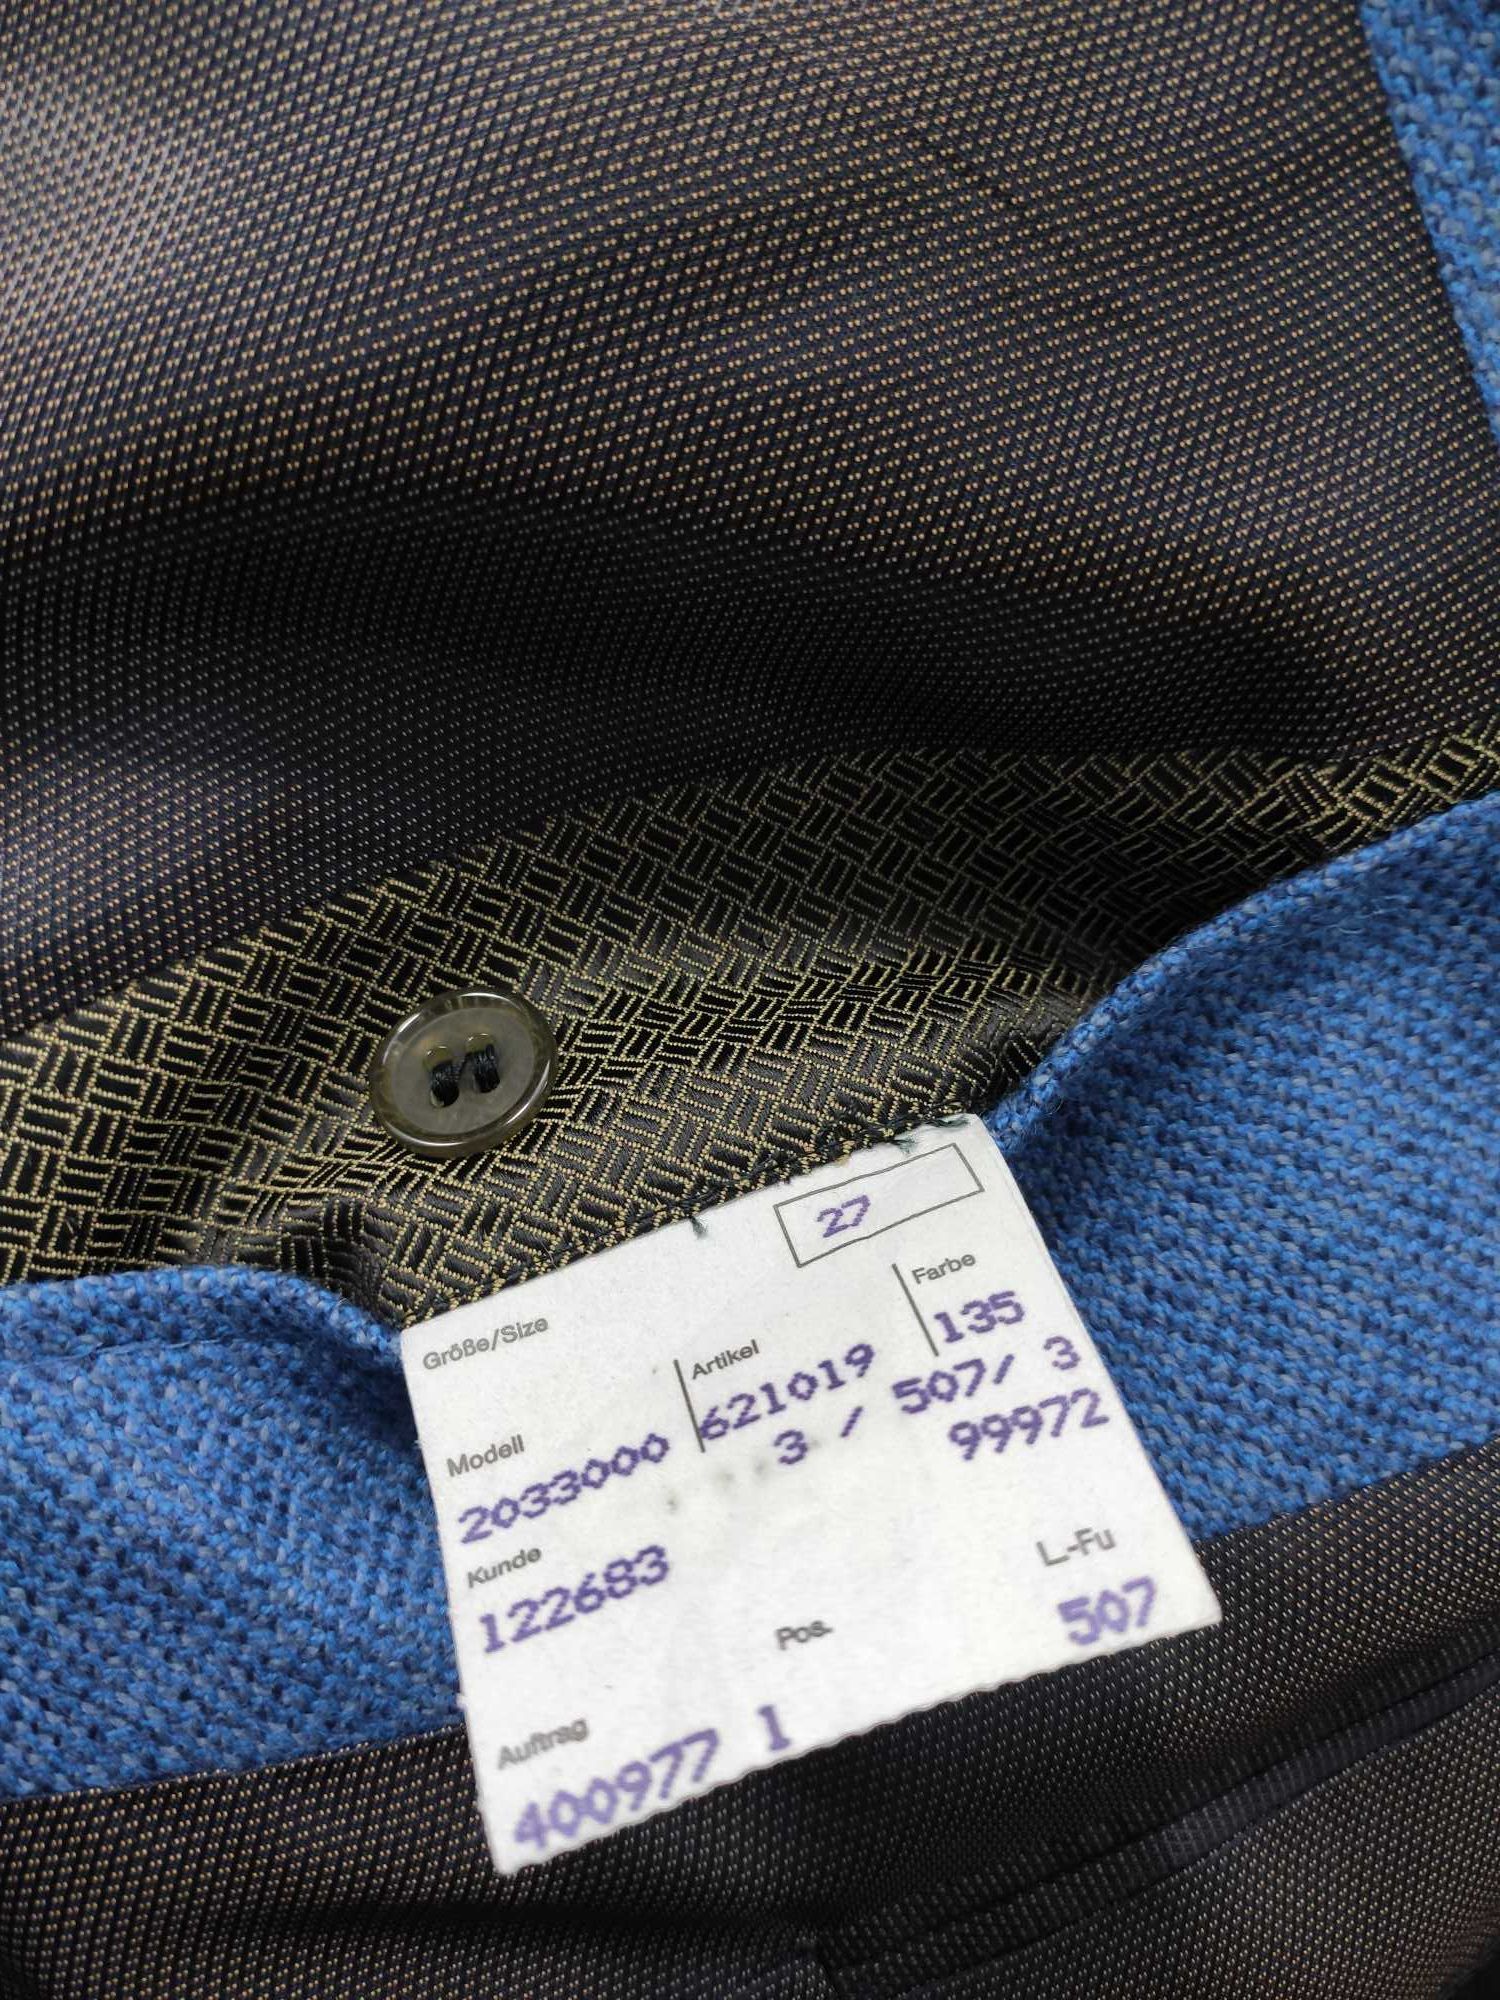 27
Größe/Size
Modell Artikel Farbe
2033000 621019 135
3 / 507/ 3
Kunde 99972
122683
Pos. L-Fu
507
Auftrag
400977 1